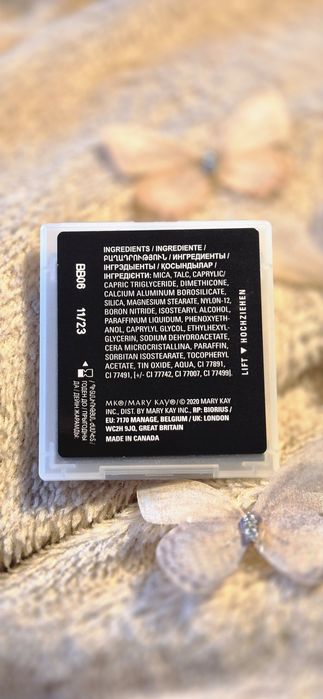 INGREDIENTS / INGREDIENTE /
ԲԱՂԱԴՐՈՒԹՅՈՒՆ / ИНГРЕДИЕНТЫ /
ІНГРЭДЫЕНТЫ / ҚОСЫНДЫЛАР /
ІНГРЕДІЄНТИ: MICA, TALC, CAPRYLIC/
CAPRIC TRIGLYCERIDE, DIMETHICONE,
CALCIUM ALUMINUM BOROSILICATE,
SILICA, MAGNESIUM STEARATE, NYLON-12,
BORON NITRIDE, ISOSTEARYL ALCOHOL,
PARAFFINUM LIQUIDUM, PHENOXYETH-
ANOL, CAPRYLYL GLYCOL, ETHYLHEXYL-
GLYCERIN, SODIUM DEHYDROACETATE,
CERA MICROCRISTALLINA, PARAFFIN,
SORBITAN ISOSTEARATE, TOCOPHERYL
ACETATE, TIN OXIDE, AQUA, CI 77891,
CI 77491, [+/- CI 77742, CI 77007, CI 77499].
MK®/MARY KAY® / © 2020 MARY KAY
INC., DIST. BY MARY KAY INC., RP: BIORIUS /
EU: 7170 MANAGE, BELGIUM / UK: LONDON
WC2H 9JQ, GREAT BRITAIN
MADE IN CANADA
BB06 11/23
LIFT ▼ HOCHZIEHEN